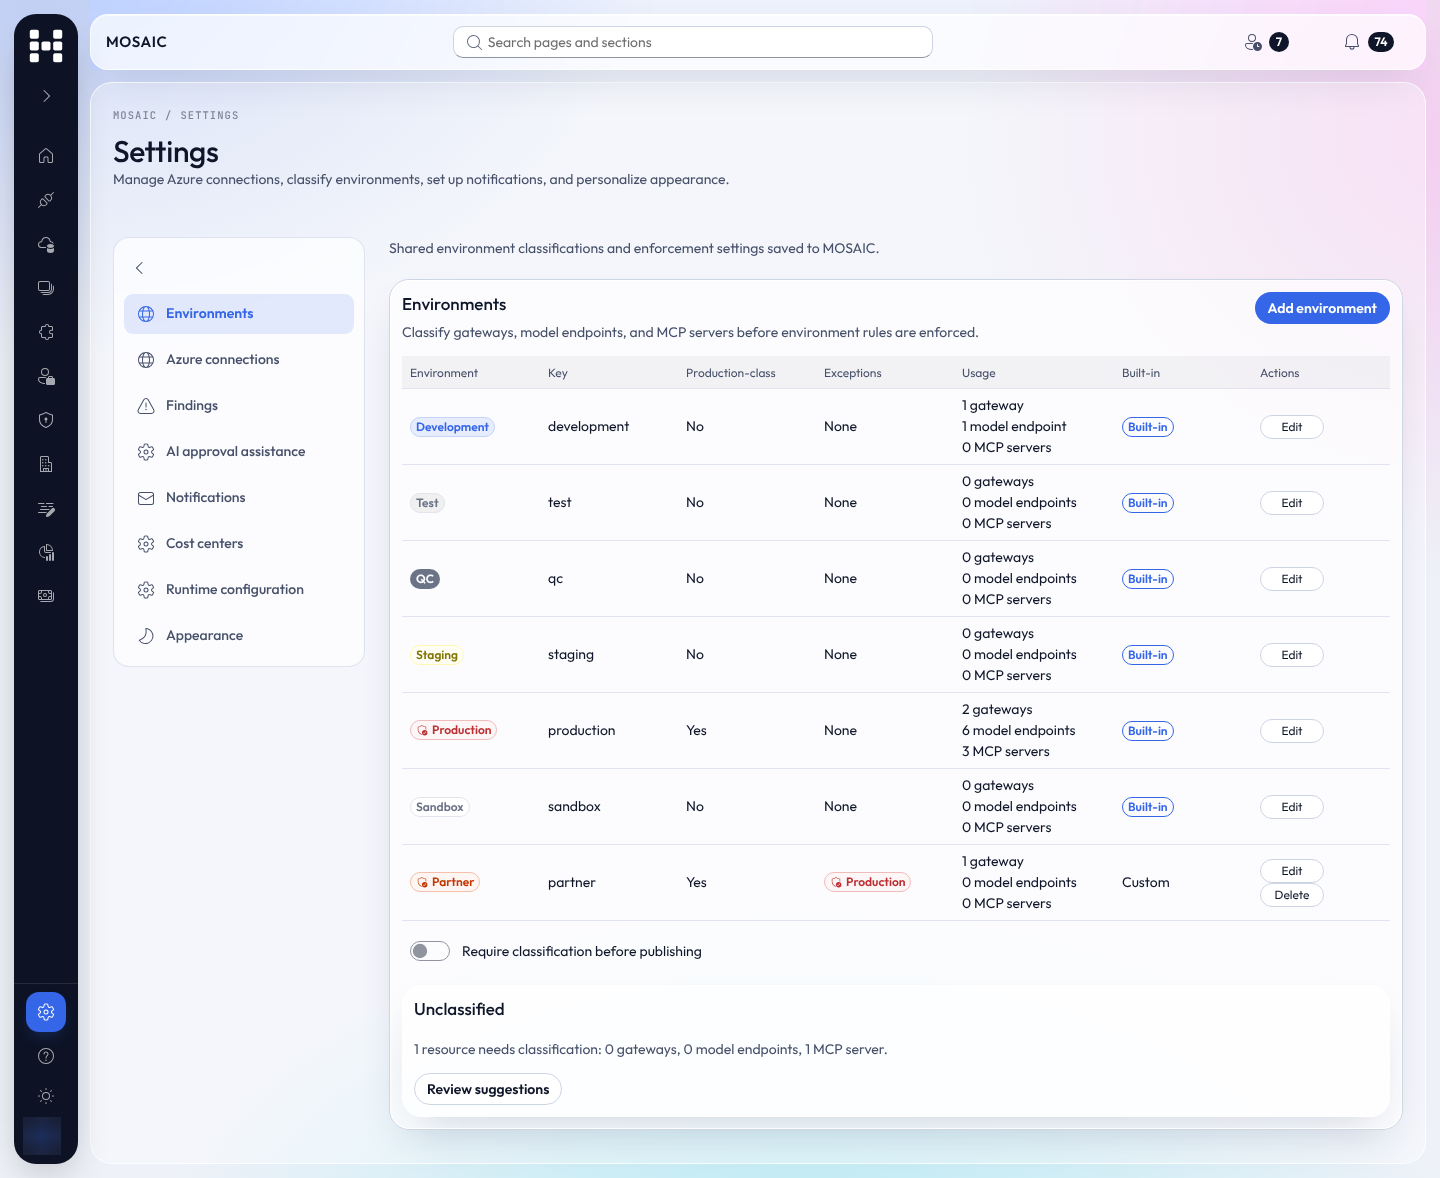 MOSAIC
Search pages and sections
7
74
MOSAIC / SETTINGS
Settings
Manage Azure connections, classify environments, set up notifications, and personalize appearance.
Environments
Azure connections
Findings
AI approval assistance
Notifications
Cost centers
Runtime configuration
Appearance
Shared environment classifications and enforcement settings saved to MOSAIC.
Environments
Add environment
Classify gateways, model endpoints, and MCP servers before environment rules are enforced.
Environment Key Production-class Exceptions Usage Built-in Actions
1 gateway
Development development No None 1 model endpoint Built-in Edit
0 MCP servers
0 gateways
Test test No None 0 model endpoints Built-in Edit
0 MCP servers
0 gateways
QC qc No None 0 model endpoints Built-in Edit
0 MCP servers
0 gateways
Staging staging No None 0 model endpoints Built-in Edit
0 MCP servers
2 gateways
Production production Yes None 6 model endpoints Built-in Edit
3 MCP servers
0 gateways
Sandbox sandbox No None 0 model endpoints Built-in Edit
0 MCP servers
1 gateway
Edit
Partner partner Yes Production 0 model endpoints Custom
Delete
0 MCP servers
Require classification before publishing
Unclassified
1 resource needs classification: 0 gateways, 0 model endpoints, 1 MCP server.
Review suggestions